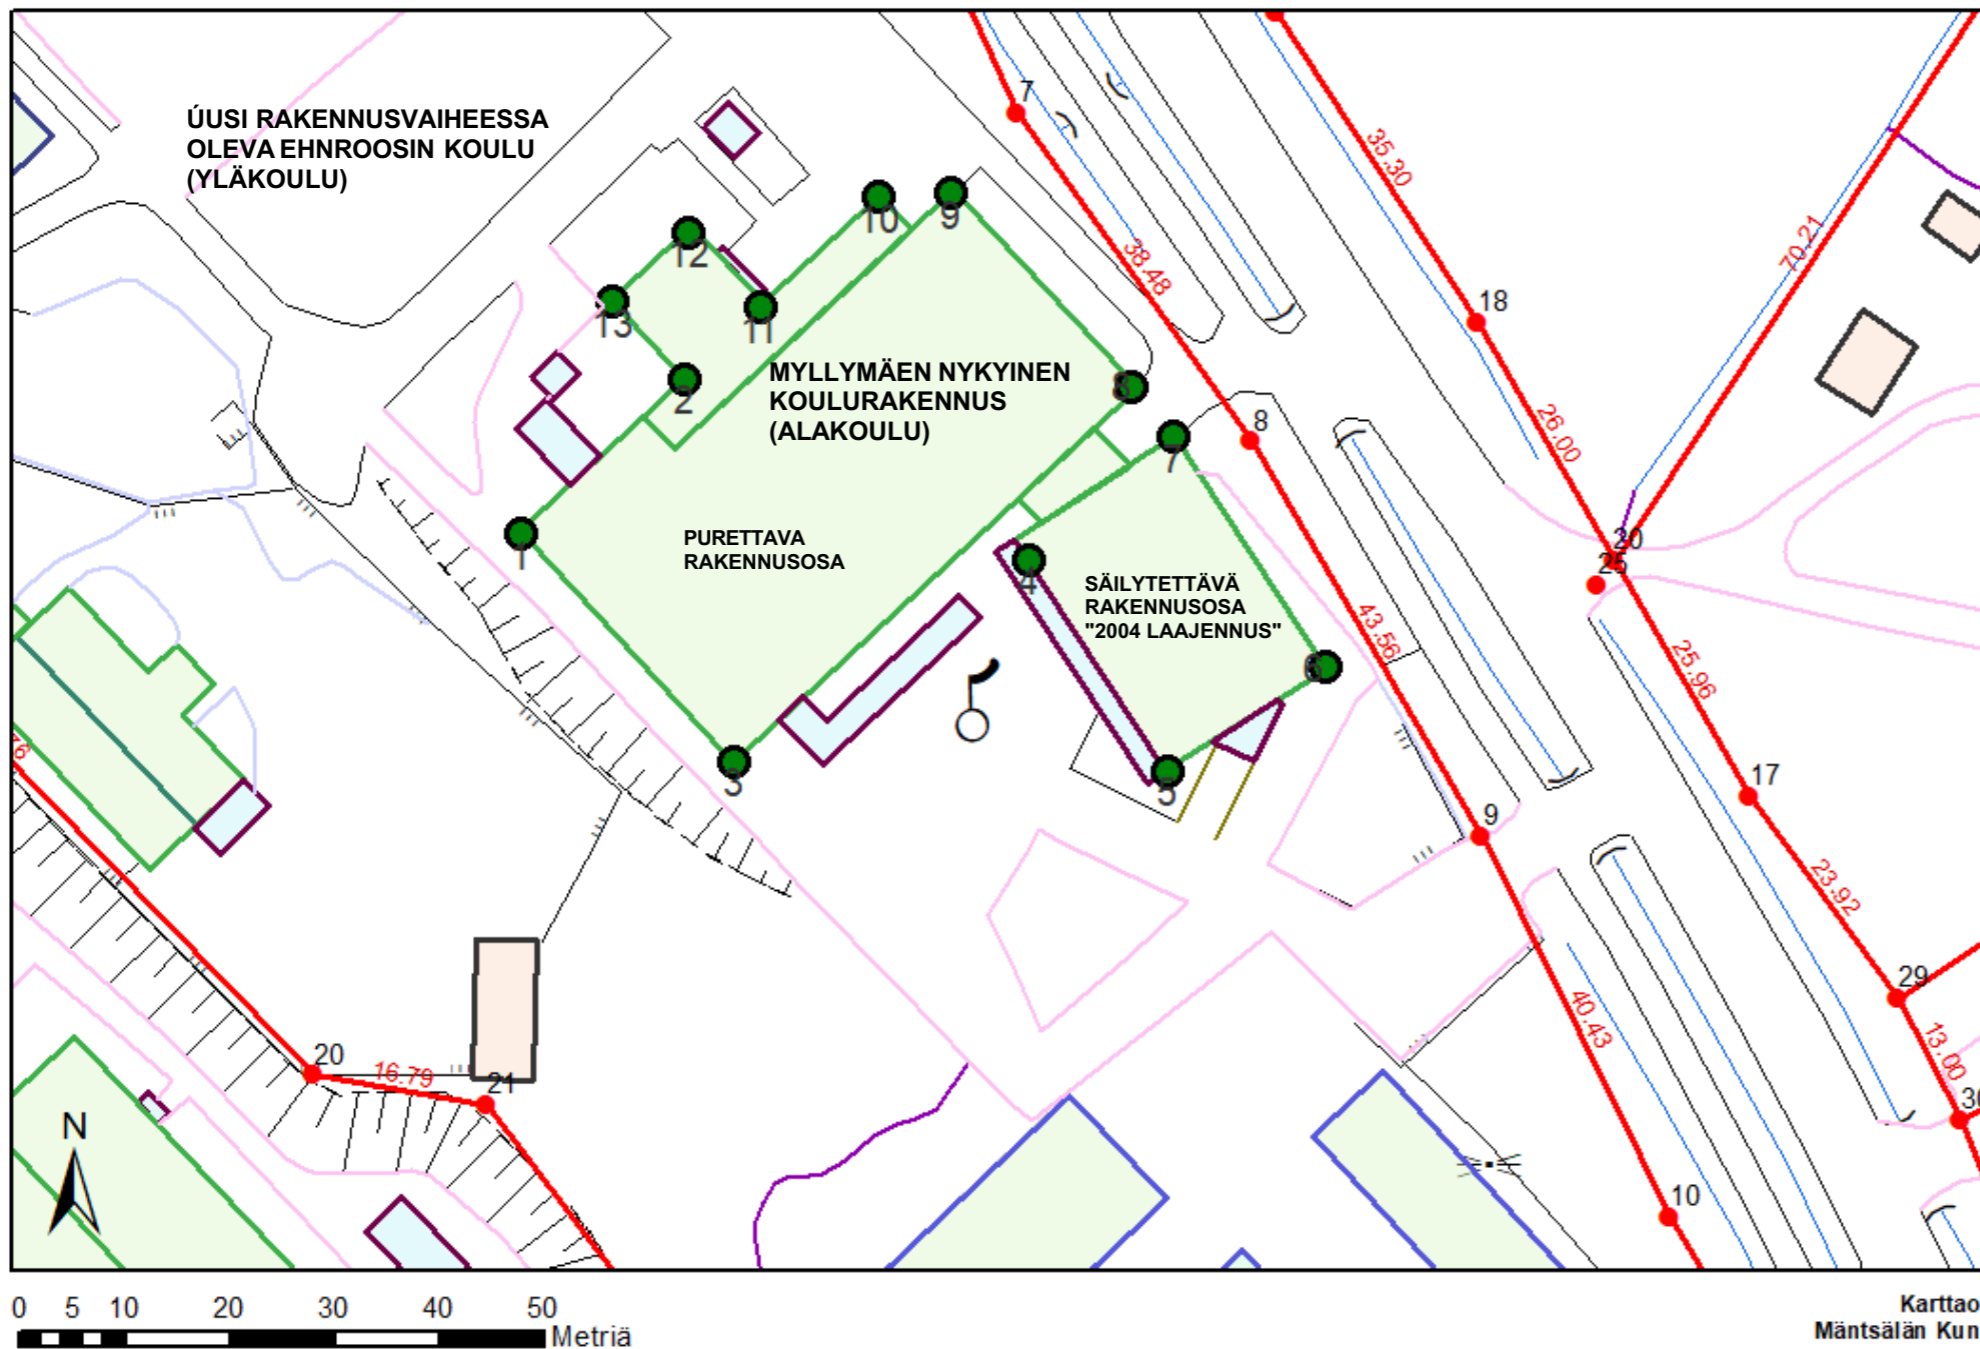 ÚUSI RAKENNUSVAIHEESSA
OLEVA EHNROOSIN KOULU
(YLÄKOULU)
7
35.30
10
9
12
38.48
70.21
13
11
18
MYLLYMÄEN NYKYINEN
KOULURAKENNUS
(ALAKOULU)
2
8
8
7
26.00
1
PURETTAVA
RAKENNUSOSA
20
25
4
SÄILYTETTÄVÄ
RAKENNUSOSA
"2004 LAAJENNUS"
43.56
6
25.96
3
5
17
9
23.92
29
40.43
13.00
20
16.79
21
30
N
10
0 5 10 20 30 40 50
Metriä
Karttao
Mäntsälän Kun